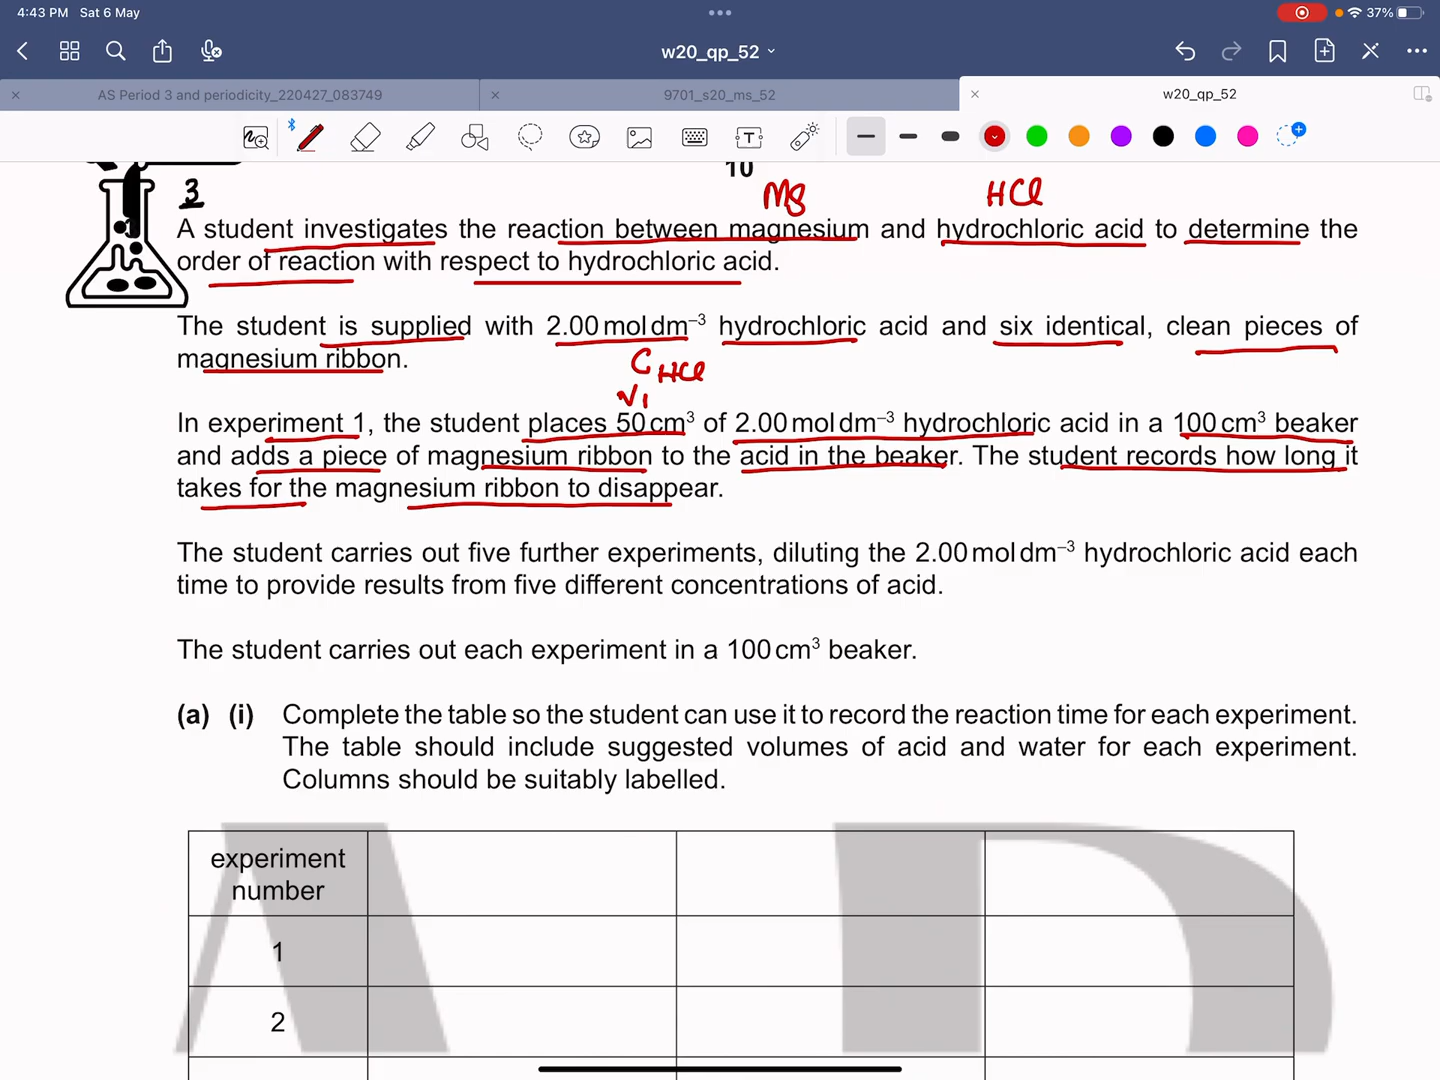 4:43 PM Sat 6 May
37%
w20_qp_52
AS Period 3 and periodicity_220427_083749
9701_s20_ms_52
w20_qp_52
10
3
Mg
HCl
A student investigates the reaction between magnesium and hydrochloric acid to determine the
order of reaction with respect to hydrochloric acid.
The student is supplied with 2.00 mol dm⁻³ hydrochloric acid and six identical, clean pieces of
magnesium ribbon.
C HCl
V₁
In experiment 1, the student places 50 cm³ of 2.00 mol dm⁻³ hydrochloric acid in a 100 cm³ beaker
and adds a piece of magnesium ribbon to the acid in the beaker. The student records how long it
takes for the magnesium ribbon to disappear.
The student carries out five further experiments, diluting the 2.00 mol dm⁻³ hydrochloric acid each
time to provide results from five different concentrations of acid.
The student carries out each experiment in a 100 cm³ beaker.
(a) (i) Complete the table so the student can use it to record the reaction time for each experiment.
The table should include suggested volumes of acid and water for each experiment.
Columns should be suitably labelled.
experiment
number
1
2